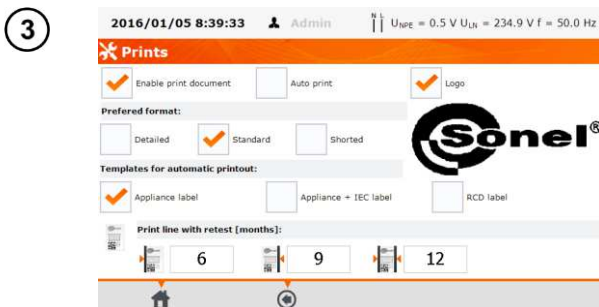 3
2016/01/05 8:39:33 Admin N L UNPE = 0.5 V ULN = 234.9 V f = 50.0 Hz
Prints
Enable print document Auto print Logo
Prefered format:
Detailed Standard Shorted
Sonel®
Templates for automatic printout:
Appliance label Appliance + IEC label RCD label
Print line with retest [months]:
6 9 12